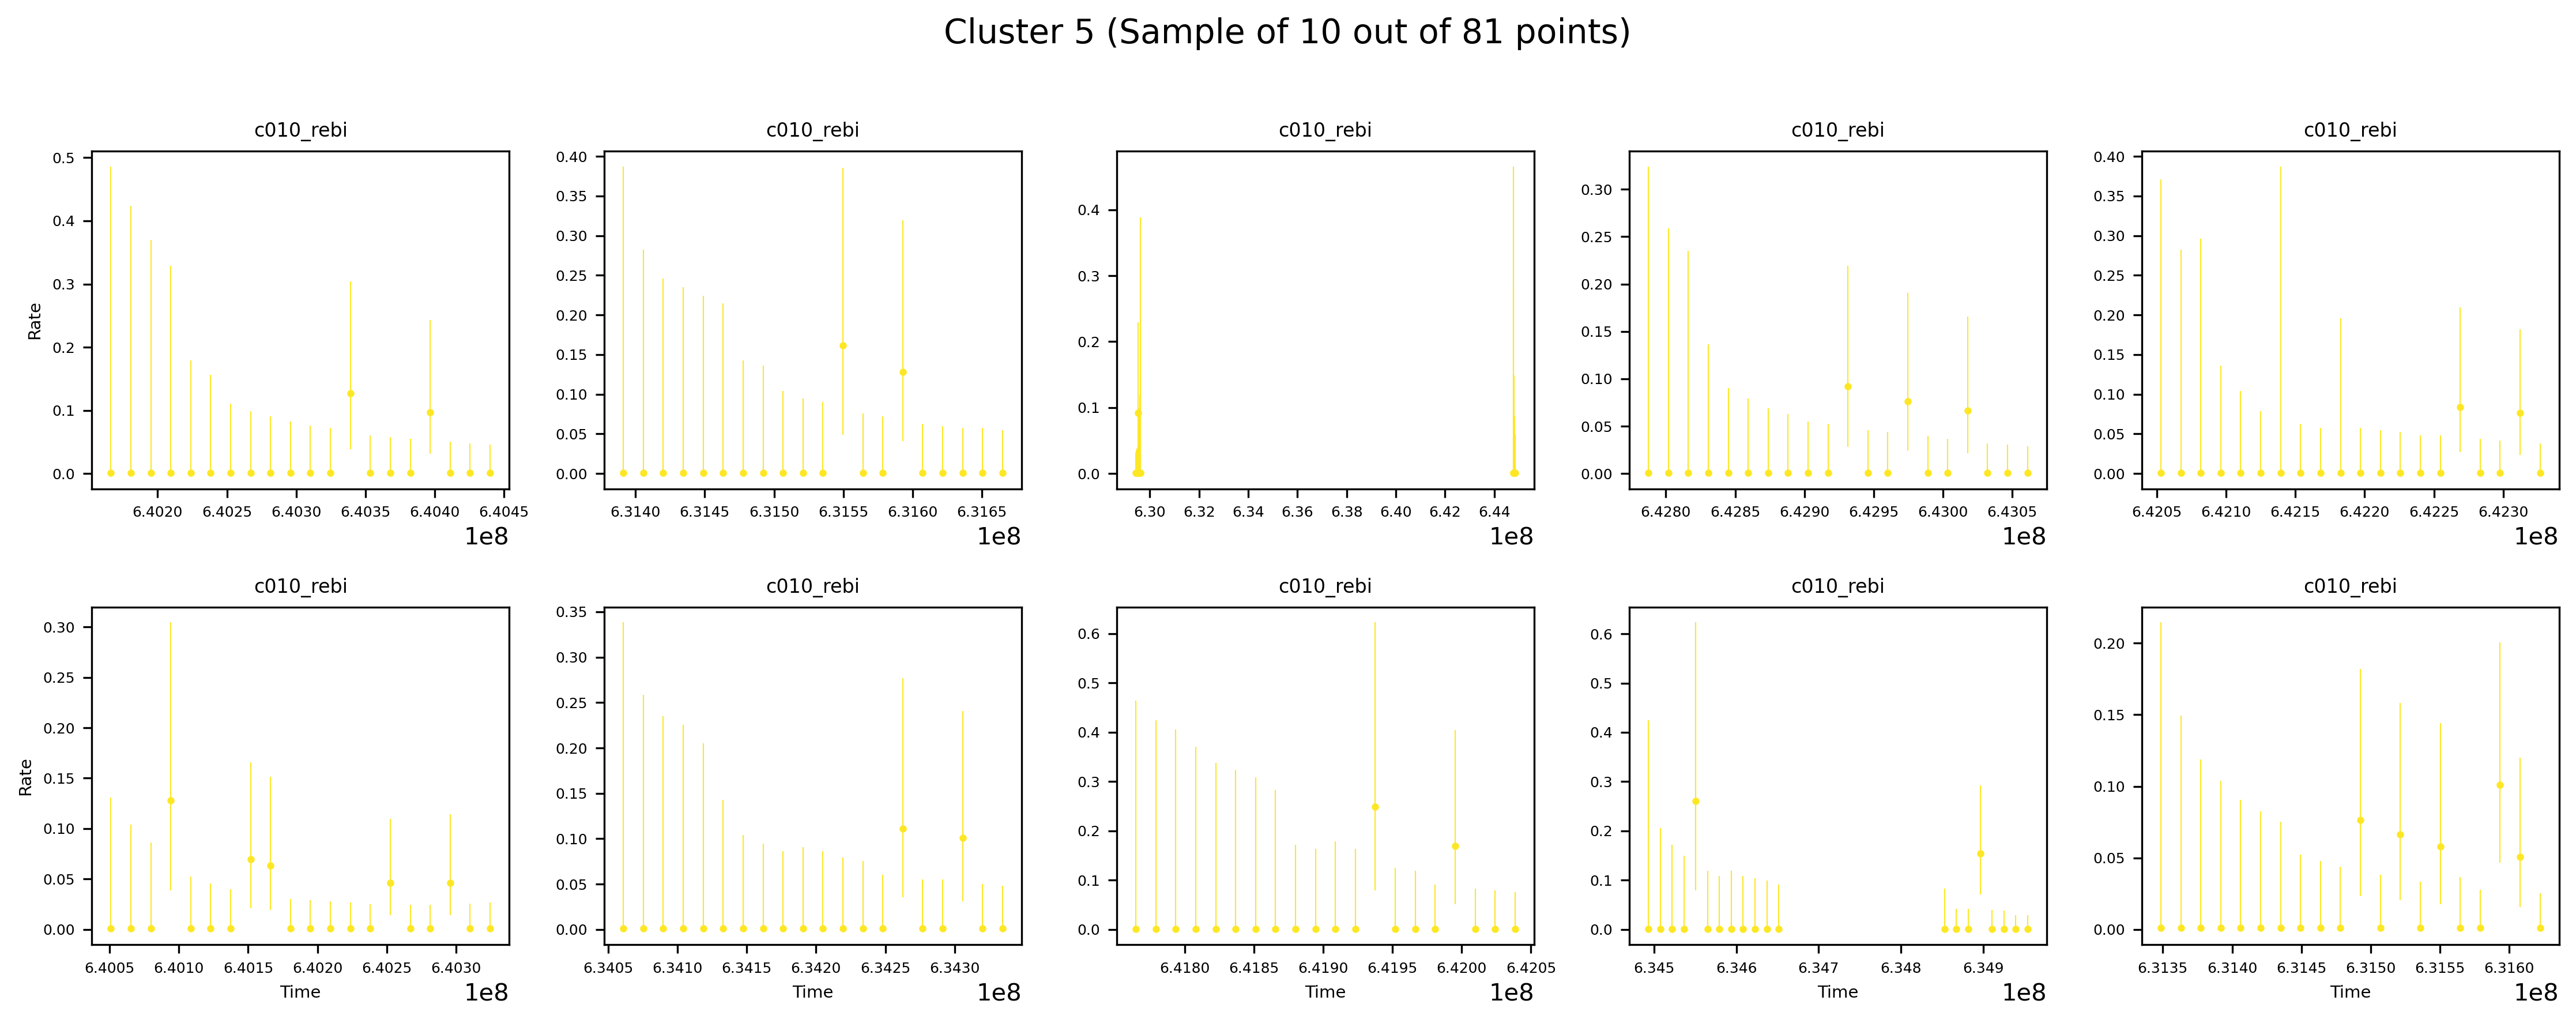 Cluster 5 (Sample of 10 out of 81 points)
c010_rebi c010_rebi c010_rebi c010_rebi c010_rebi
Rate
0.5 0.4 0.3 0.2 0.1 0.0
6.4020 6.4025 6.4030 6.4035 6.4040 6.4045
1e8
0.40 0.35 0.30 0.25 0.20 0.15 0.10 0.05 0.00
6.3140 6.3145 6.3150 6.3155 6.3160 6.3165
1e8
0.4 0.3 0.2 0.1 0.0
6.30 6.32 6.34 6.36 6.38 6.40 6.42 6.44
1e8
0.30 0.25 0.20 0.15 0.10 0.05 0.00
6.4280 6.4285 6.4290 6.4295 6.4300 6.4305
1e8
0.40 0.35 0.30 0.25 0.20 0.15 0.10 0.05 0.00
6.4205 6.4210 6.4215 6.4220 6.4225 6.4230
1e8
c010_rebi c010_rebi c010_rebi c010_rebi c010_rebi
Rate
0.30 0.25 0.20 0.15 0.10 0.05 0.00
6.4005 6.4010 6.4015 6.4020 6.4025 6.4030
Time 1e8
0.35 0.30 0.25 0.20 0.15 0.10 0.05 0.00
6.3405 6.3410 6.3415 6.3420 6.3425 6.3430
Time 1e8
0.6 0.5 0.4 0.3 0.2 0.1 0.0
6.4180 6.4185 6.4190 6.4195 6.4200 6.4205
Time 1e8
0.6 0.5 0.4 0.3 0.2 0.1 0.0
6.345 6.346 6.347 6.348 6.349
Time 1e8
0.20 0.15 0.10 0.05 0.00
6.3135 6.3140 6.3145 6.3150 6.3155 6.3160
Time 1e8